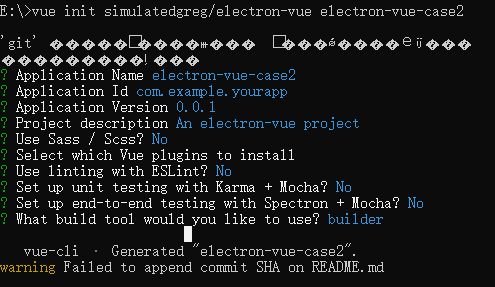 E:\>vue init simulatedgreg/electron-vue electron-vue-case2
'git'
? Application Name electron-vue-case2
? Application Id com.example.yourapp
? Application Version 0.0.1
? Project description An electron-vue project
? Use Sass / Scss? No
? Select which Vue plugins to install
? Use linting with ESLint? No
? Set up unit testing with Karma + Mocha? No
? Set up end-to-end testing with Spectron + Mocha? No
? What build tool would you like to use? builder
vue-cli · Generated "electron-vue-case2".
warning Failed to append commit SHA on README.md